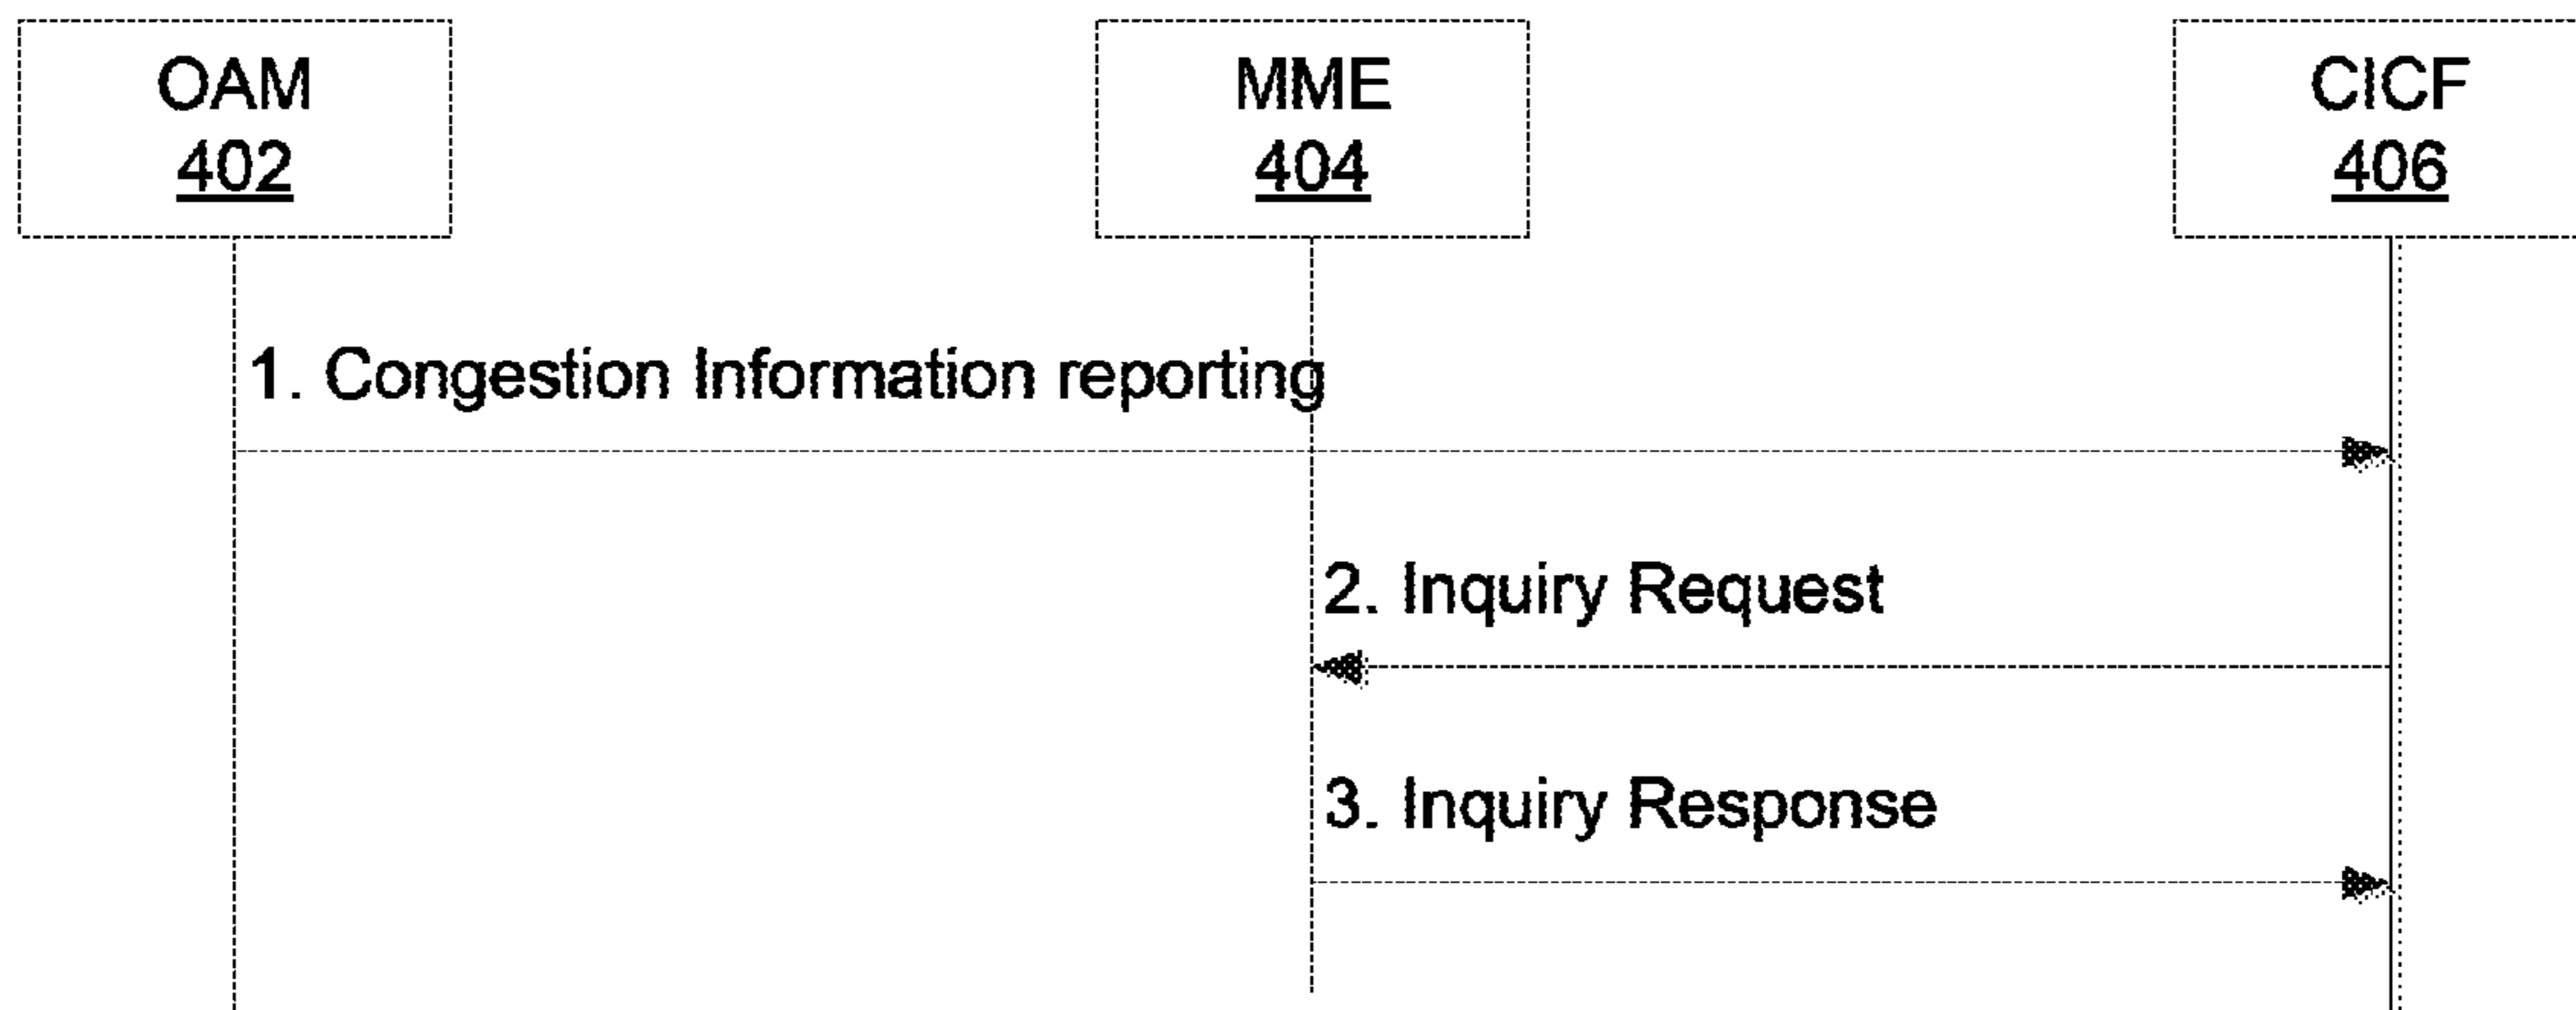 OAM
402
MME
404
CICF
406
1. Congestion Information reporting
2. Inquiry Request
3. Inquiry Response